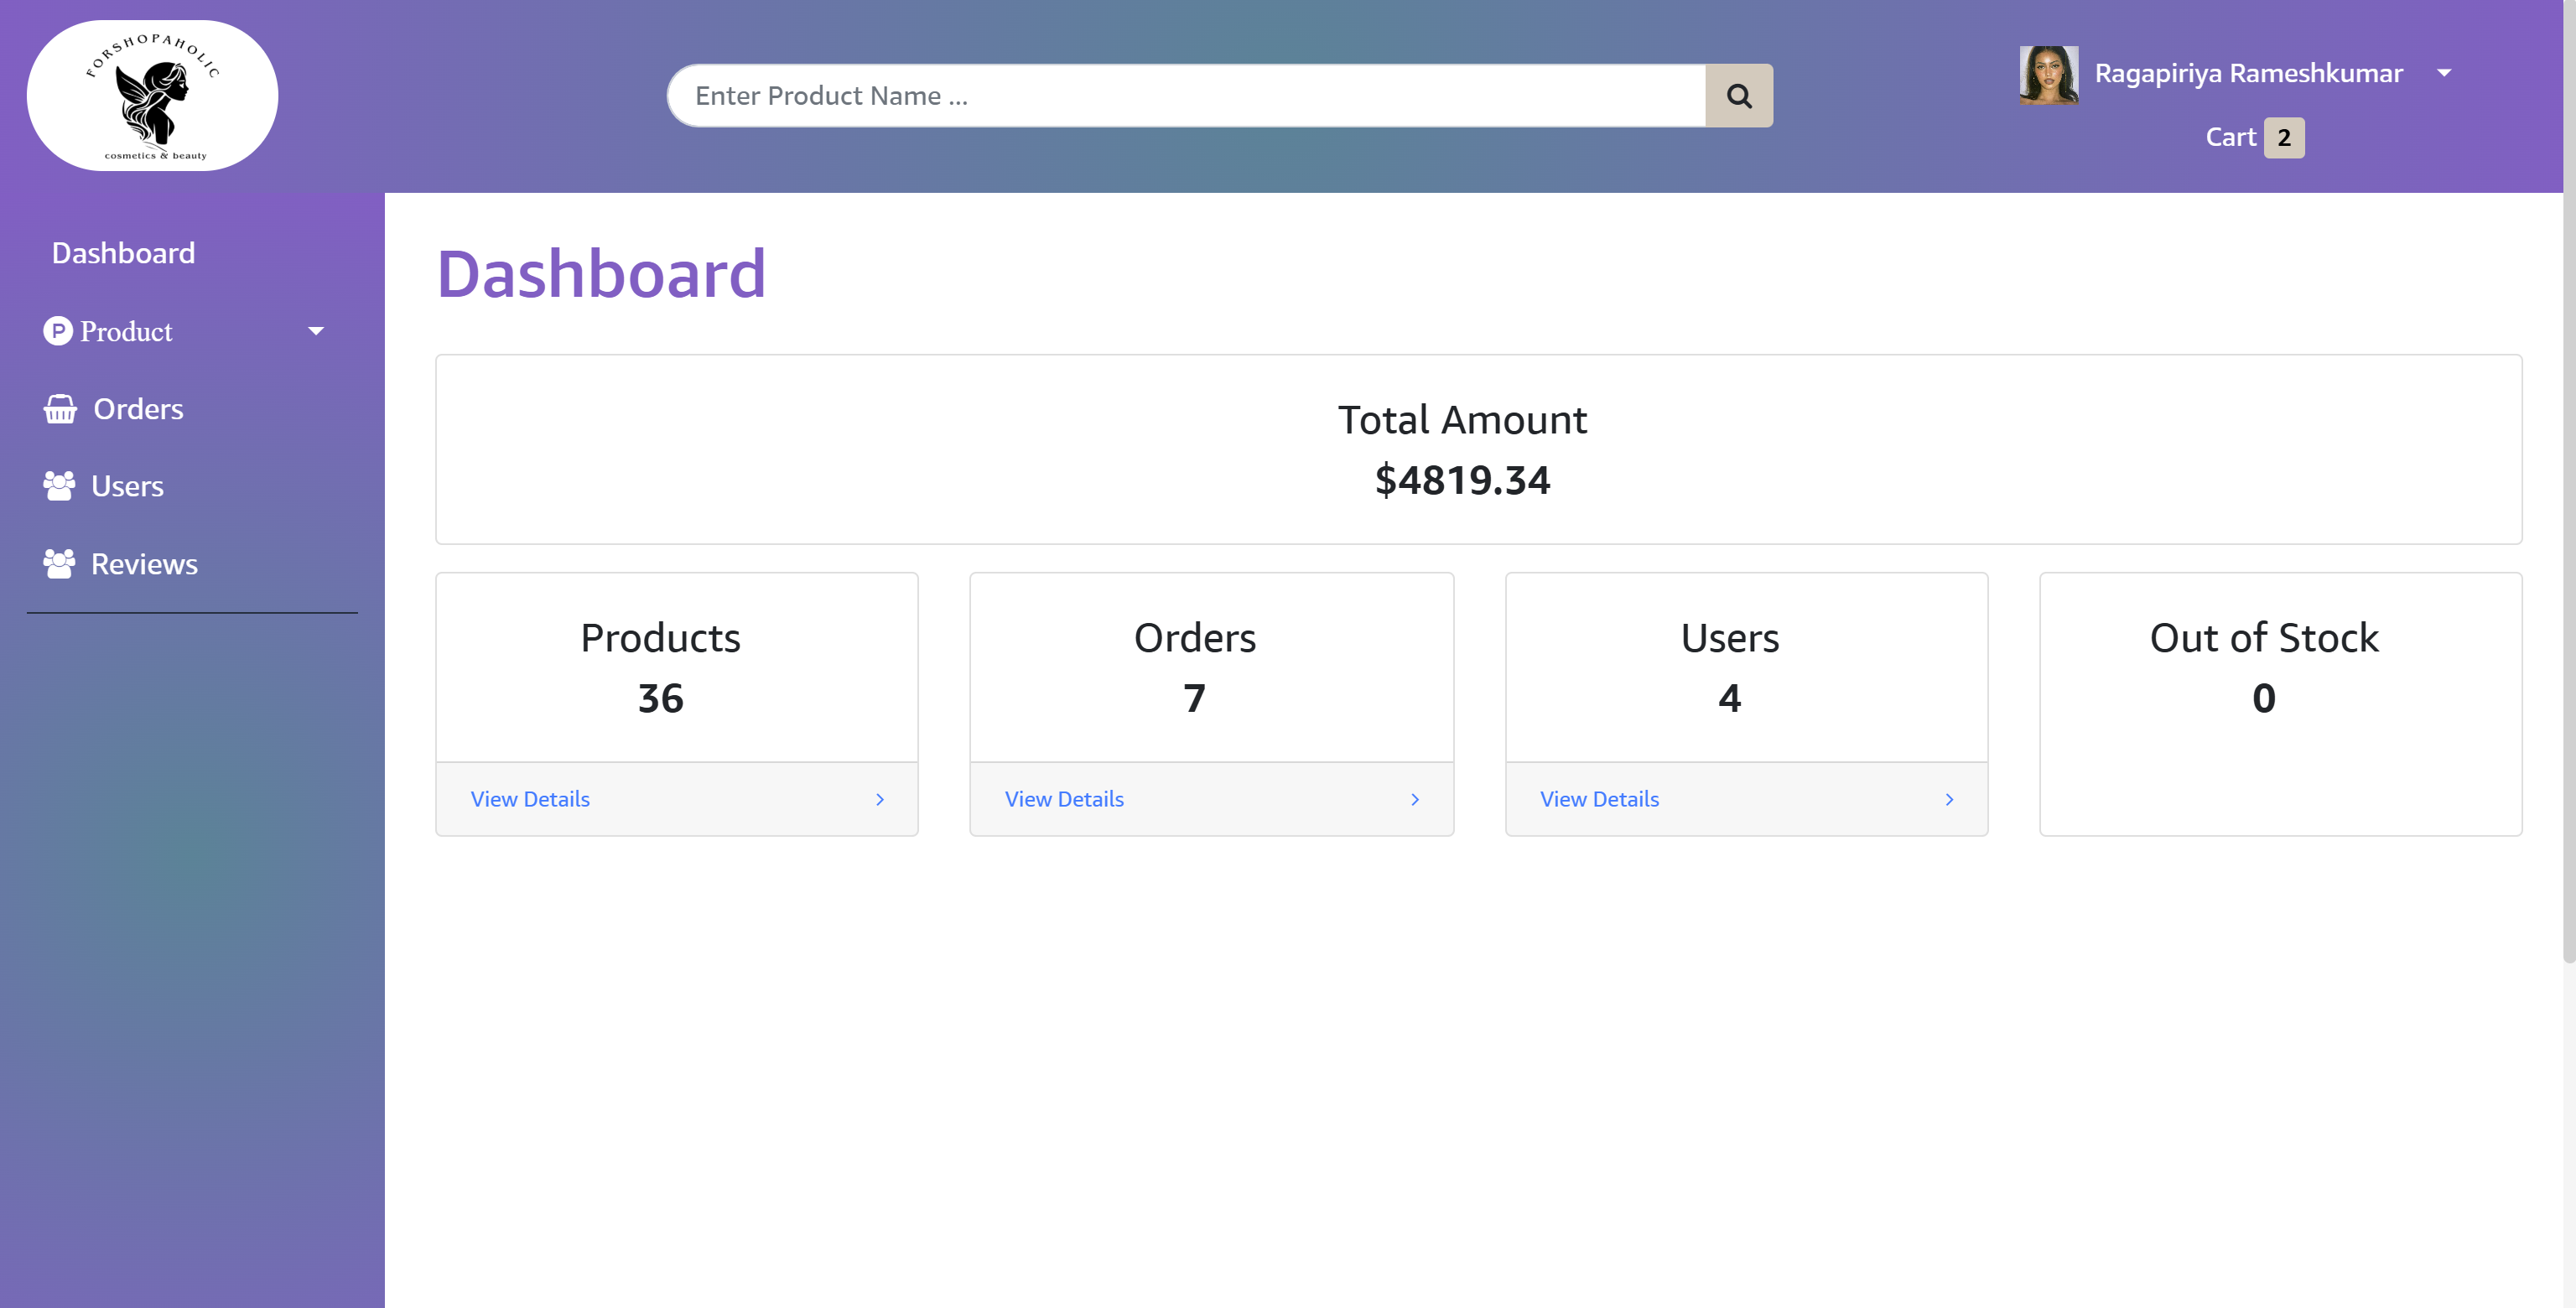 FORSHOPAHOLIC
cosmetics & beauty
Enter Product Name ...
Ragapiriya Rameshkumar
Cart 2
Dashboard
P Product
Orders
Users
Reviews
Dashboard
Total Amount
$4819.34
Products
36
View Details
Orders
7
View Details
Users
4
View Details
Out of Stock
0